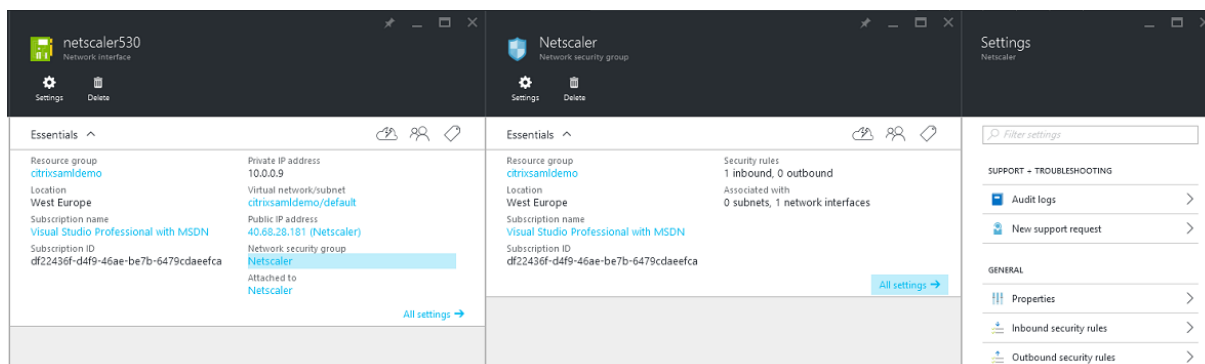 netscaler530
Network interface
Settings
Delete
Essentials
Resource group
citrixsamldemo
Location
West Europe
Subscription name
Visual Studio Professional with MSDN
Subscription ID
df22436f-d4f9-46ae-be7b-6479cdaeefca
Private IP address
10.0.0.9
Virtual network/subnet
citrixsamldemo/default
Public IP address
40.68.28.181 (Netscaler)
Network security group
Netscaler
Attached to
Netscaler
All settings →
Netscaler
Network security group
Settings
Delete
Essentials
Resource group
citrixsamldemo
Location
West Europe
Subscription name
Visual Studio Professional with MSDN
Subscription ID
df22436f-d4f9-46ae-be7b-6479cdaeefca
Security rules
1 inbound, 0 outbound
Associated with
0 subnets, 1 network interfaces
All settings →
Settings
Netscaler
Filter settings
SUPPORT + TROUBLESHOOTING
Audit logs
New support request
GENERAL
Properties
Inbound security rules
Outbound security rules